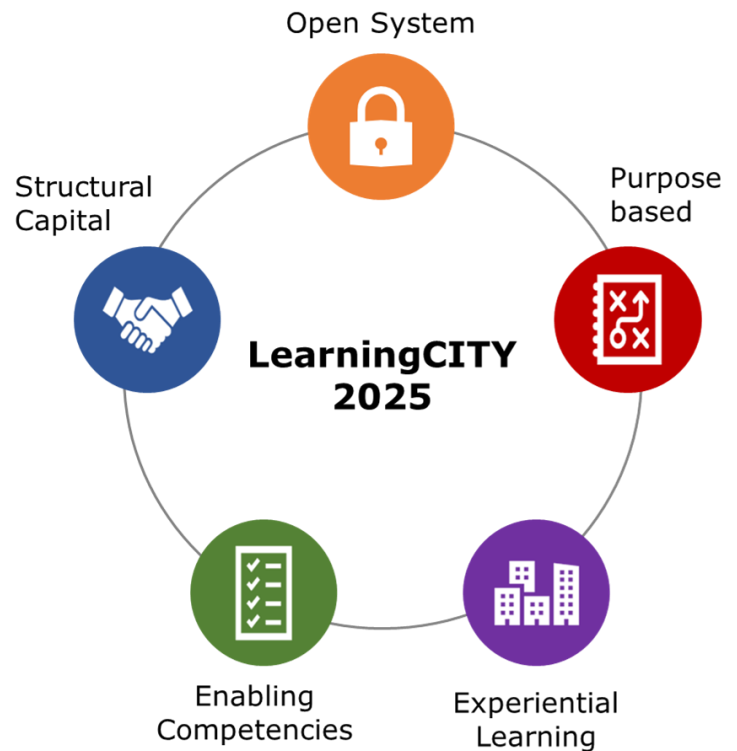 Open System
Structural
Capital
Purpose
based
LearningCITY
2025
Enabling
Competencies
Experiential
Learning